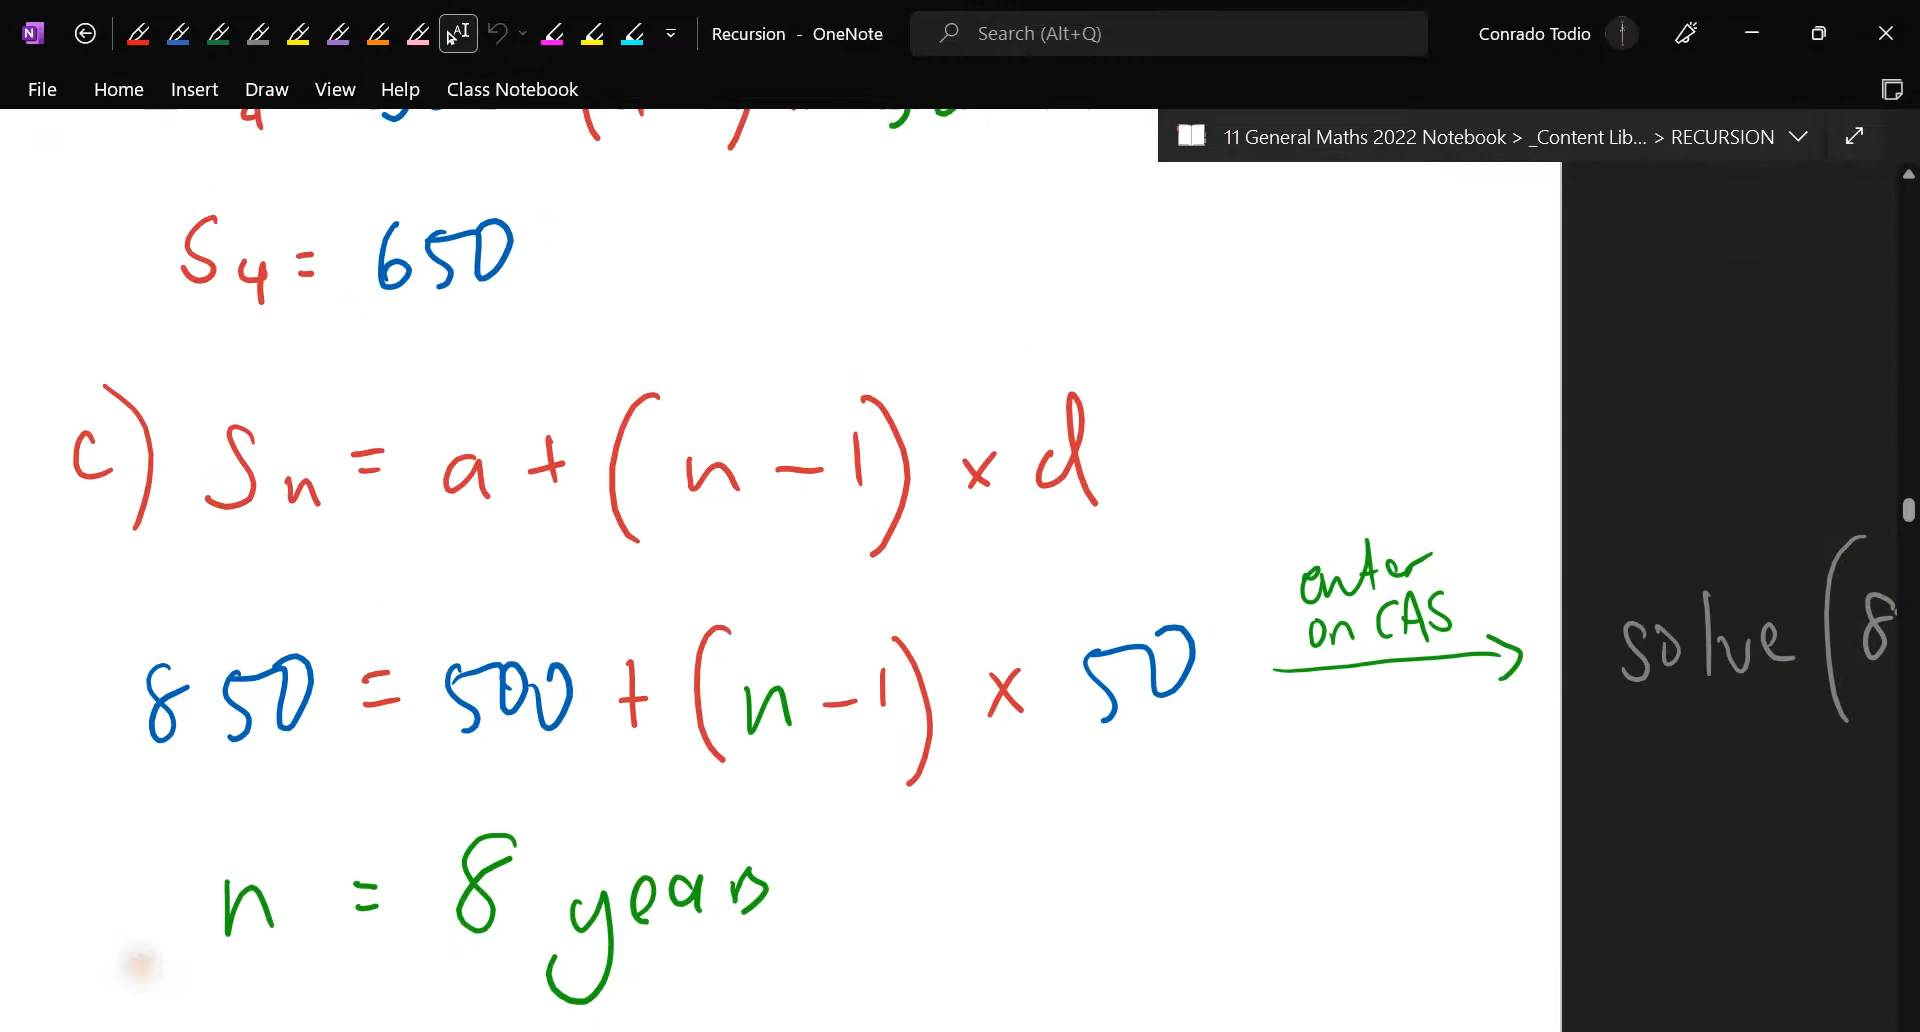 Recursion - OneNote
Search (Alt+Q)
Conrado Todio
File Home Insert Draw View Help Class Notebook
11 General Maths 2022 Notebook > _Content Lib... > RECURSION
S4 = 650
c) Sn = a + (n - 1) × d
enter
on CAS
850 = 500 + (n - 1) × 50
solve (8
n = 8 years